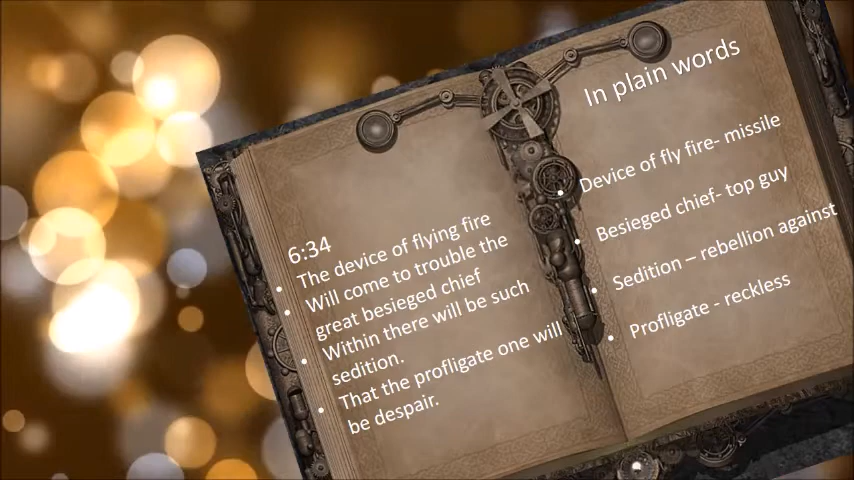 6:34
The device of flying fire
Will come to trouble the
great besieged chief
Within there will be such
sedition.
That the profligate one will
be despair.
In plain words
Device of fly fire- missile
Besieged chief- top guy
Sedition – rebellion against
Profligate - reckless